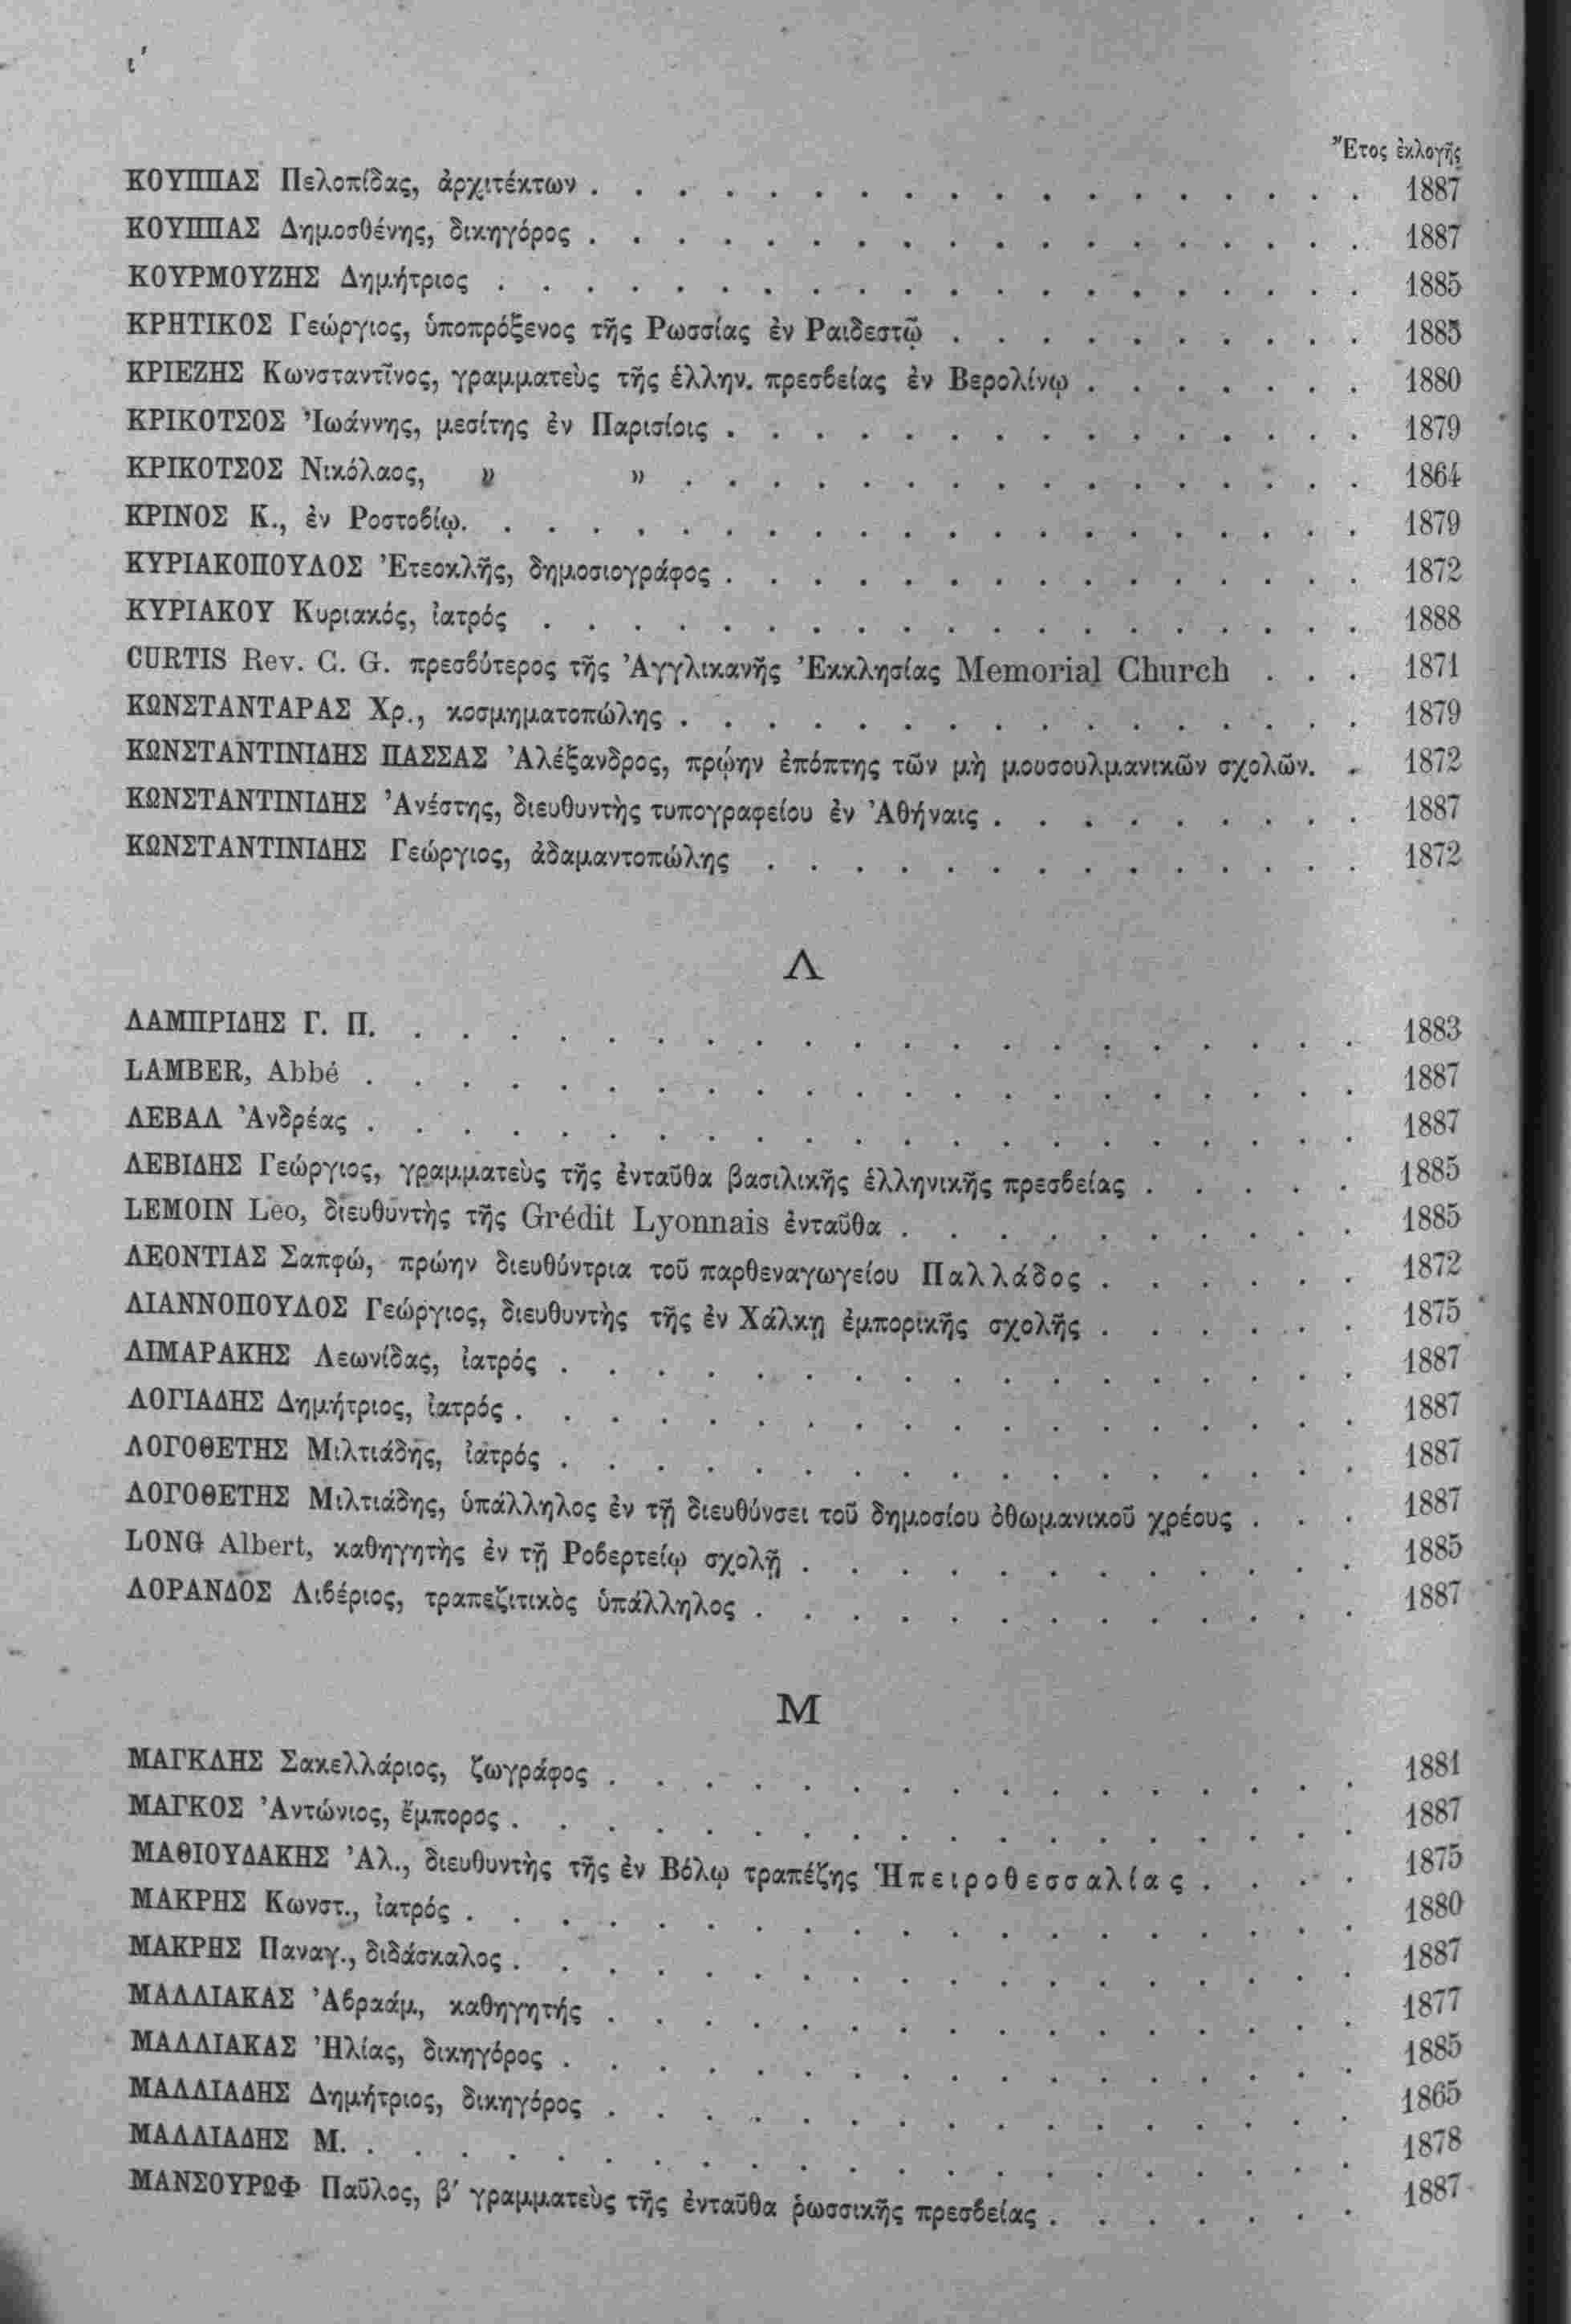 ι΄
Ἔτος ἐκλογῆς
ΚΟΥΠΠΑΣ Πελοπίδας, ἀρχιτέκτων . . . . . . . . . . . . . . . . . . 1887
ΚΟΥΠΠΑΣ Δημοσθένης, δικηγόρος . . . . . . . . . . . . . . . . . . 1887
ΚΟΥΡΜΟΥΖΗΣ Δημήτριος . . . . . . . . . . . . . . . . . . . . 1885
ΚΡΗΤΙΚΟΣ Γεώργιος, ὑποπρόξενος τῆς Ρωσσίας ἐν Ραιδεστῷ . . . . . . . . . . 1885
ΚΡΙΕΖΗΣ Κωνσταντῖνος, γραμματεὺς τῆς ἑλλην. πρεσβείας ἐν Βερολίνῳ . . . . . . . 1880
ΚΡΙΚΟΤΣΟΣ Ἰωάννης, μεσίτης ἐν Παρισίοις . . . . . . . . . . . . . . . 1879
ΚΡΙΚΟΤΣΟΣ Νικόλαος, » » . . . . . . . . . . . . . . . . 1864
ΚΡΙΝΟΣ Κ., ἐν Ροστοβίῳ. . . . . . . . . . . . . . . . . . . . . 1879
ΚΥΡΙΑΚΟΠΟΥΛΟΣ Ἐτεοκλῆς, δημοσιογράφος . . . . . . . . . . . . . . . 1872
ΚΥΡΙΑΚΟΥ Κυριακός, ἰατρός . . . . . . . . . . . . . . . . . . . 1888
CURTIS Rev. C. G. πρεσβύτερος τῆς Ἀγγλικανῆς Ἐκκλησίας Memorial Church . . . 1871
ΚΩΝΣΤΑΝΤΑΡΑΣ Χρ., κοσμηματοπώλης . . . . . . . . . . . . . . . . 1879
ΚΩΝΣΤΑΝΤΙΝΙΔΗΣ ΠΑΣΣΑΣ Ἀλέξανδρος, πρῴην ἐπόπτης τῶν μὴ μουσουλμανικῶν σχολῶν. . 1872
ΚΩΝΣΤΑΝΤΙΝΙΔΗΣ Ἀνέστης, διευθυντὴς τυπογραφείου ἐν Ἀθήναις . . . . . . . . . 1887
ΚΩΝΣΤΑΝΤΙΝΙΔΗΣ Γεώργιος, ἀδαμαντοπώλης . . . . . . . . . . . . . . 1872
Λ
ΛΑΜΠΡΙΔΗΣ Γ. Π. . . . . . . . . . . . . . . . . . . . . 1883
LAMBER, Abbé . . . . . . . . . . . . . . . . . . . . . 1887
ΛΕΒΑΛ Ἀνδρέας . . . . . . . . . . . . . . . . . . . . . 1887
ΛΕΒΙΔΗΣ Γεώργιος, γραμματεὺς τῆς ἐνταῦθα βασιλικῆς ἑλληνικῆς πρεσβείας . . . . . 1885
LEMOIN Leo, διευθυντὴς τῆς Grédit Lyonnais ἐνταῦθα . . . . . . . . . . 1885
ΛΕΟΝΤΙΑΣ Σαπφώ, πρώην διευθύντρια τοῦ παρθεναγωγείου Παλλάδος . . . . . . 1872
ΛΙΑΝΝΟΠΟΥΛΟΣ Γεώργιος, διευθυντὴς τῆς ἐν Χάλκῃ ἐμπορικῆς σχολῆς . . . . . . 1875
ΛΙΜΑΡΑΚΗΣ Λεωνίδας, ἰατρός . . . . . . . . . . . . . . . . . 1887
ΛΟΓΙΑΔΗΣ Δημήτριος, ἰατρός . . . . . . . . . . . . . . . . . . 1887
ΛΟΓΟΘΕΤΗΣ Μιλτιάδης, ἰατρός . . . . . . . . . . . . . . . . . 1887
ΛΟΓΟΘΕΤΗΣ Μιλτιάδης, ὑπάλληλος ἐν τῇ διευθύνσει τοῦ δημοσίου ὀθωμανικοῦ χρέους . . . 1887
LONG Albert, καθηγητὴς ἐν τῇ Ροβερτείῳ σχολῇ . . . . . . . . . . . . 1885
ΛΟΡΑΝΔΟΣ Λιβέριος, τραπεζιτικὸς ὑπάλληλος . . . . . . . . . . . . . 1887
Μ
ΜΑΓΚΛΗΣ Σακελλάριος, ζωγράφος . . . . . . . . . . . . . . . . 1881
ΜΑΓΚΟΣ Ἀντώνιος, ἔμπορος . . . . . . . . . . . . . . . . . . 1887
ΜΑΘΙΟΥΔΑΚΗΣ Ἀλ., διευθυντὴς τῆς ἐν Βόλῳ τραπέζης Ἠπειροθεσσαλίας . . . . 1875
ΜΑΚΡΗΣ Κωνστ., ἰατρός . . . . . . . . . . . . . . . . . . . 1880
ΜΑΚΡΗΣ Παναγ., διδάσκαλος . . . . . . . . . . . . . . . . . . 1887
ΜΑΛΛΙΑΚΑΣ Ἀβραάμ, καθηγητής . . . . . . . . . . . . . . . . 1877
ΜΑΛΛΙΑΚΑΣ Ἠλίας, δικηγόρος . . . . . . . . . . . . . . . . . 1885
ΜΑΛΛΙΑΔΗΣ Δημήτριος, δικηγόρος . . . . . . . . . . . . . . . . 1865
ΜΑΛΛΙΑΔΗΣ Μ. . . . . . . . . . . . . . . . . . . . . . 1878
ΜΑΝΣΟΥΡΩΦ Παῦλος, β΄ γραμματεὺς τῆς ἐνταῦθα ῥωσσικῆς πρεσβείας . . . . . . . 1887